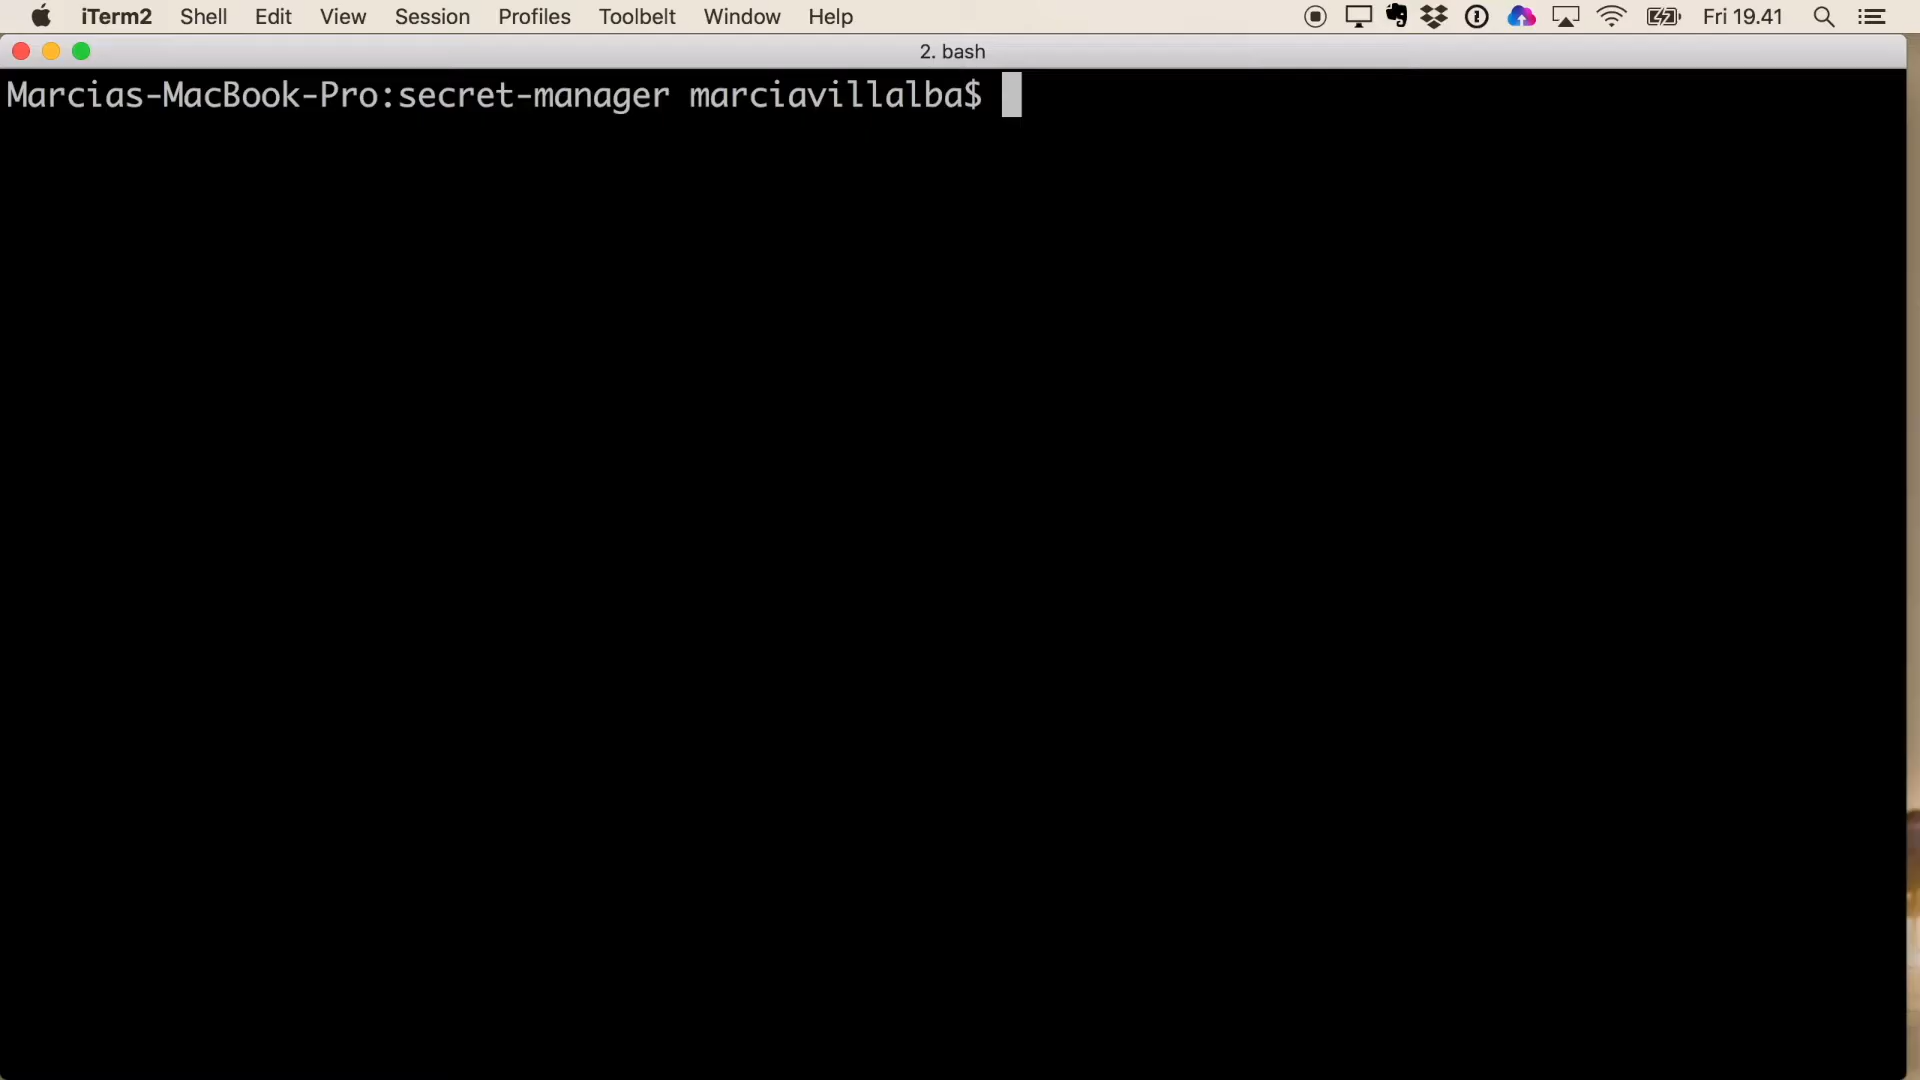 iTerm2 Shell Edit View Session Profiles Toolbelt Window Help Fri 19.41
2. bash
Marcias-MacBook-Pro:secret-manager marciavillalba$